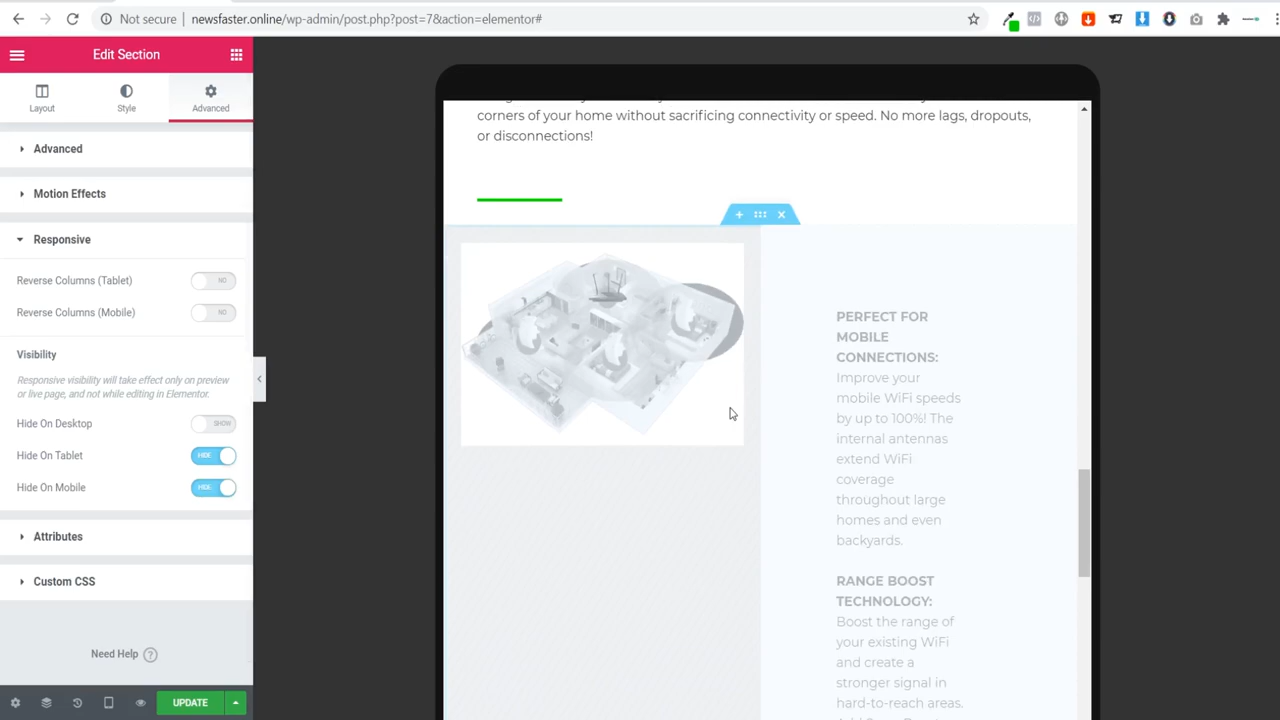 Not secure
newsfaster.online/wp-admin/post.php?post=7&action=elementor#
Edit Section
Layout
Style
Advanced
Advanced
Motion Effects
Responsive
Reverse Columns (Tablet)
NO
Reverse Columns (Mobile)
NO
Visibility
Responsive visibility will take effect only on preview
or live page, and not while editing in Elementor.
Hide On Desktop
SHOW
Hide On Tablet
HIDE
Hide On Mobile
HIDE
Attributes
Custom CSS
Need Help
UPDATE
corners of your home without sacrificing connectivity or speed. No more lags, dropouts,
or disconnections!
PERFECT FOR
MOBILE
CONNECTIONS:
Improve your
mobile WiFi speeds
by up to 100%! The
internal antennas
extend WiFi
coverage
throughout large
homes and even
backyards.
RANGE BOOST
TECHNOLOGY:
Boost the range of
your existing WiFi
and create a
stronger signal in
hard-to-reach areas.